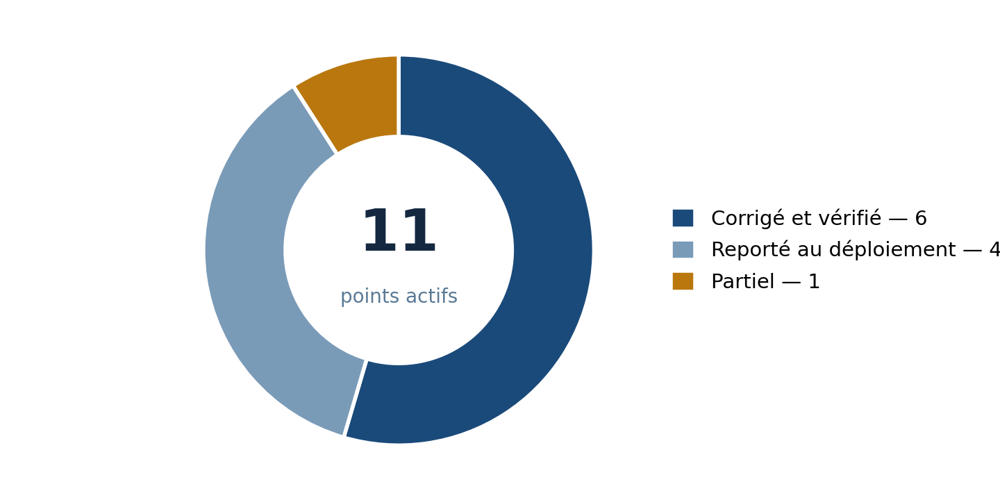 11
points actifs
Corrigé et vérifié — 6
Reporté au déploiement — 4
Partiel — 1